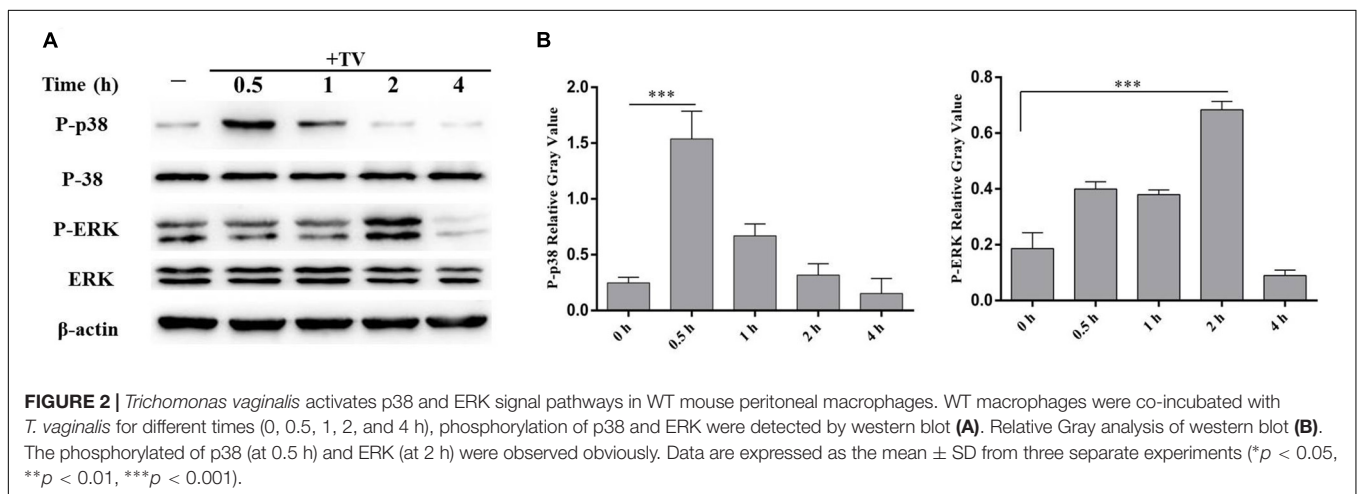 A
+TV
Time (h) – 0.5 1 2 4
P-p38
P-38
P-ERK
ERK
β-actin
B
P-p38 Relative Gray Value
2.0
1.5
1.0
0.5
0.0
***
0 h 0.5 h 1 h 2 h 4 h
P-ERK Relative Gray Value
0.8
0.6
0.4
0.2
0.0
***
0 h 0.5 h 1 h 2 h 4 h
FIGURE 2 | Trichomonas vaginalis activates p38 and ERK signal pathways in WT mouse peritoneal macrophages. WT macrophages were co-incubated with
T. vaginalis for different times (0, 0.5, 1, 2, and 4 h), phosphorylation of p38 and ERK were detected by western blot (A). Relative Gray analysis of western blot (B).
The phosphorylated of p38 (at 0.5 h) and ERK (at 2 h) were observed obviously. Data are expressed as the mean ± SD from three separate experiments (*p < 0.05,
**p < 0.01, ***p < 0.001).